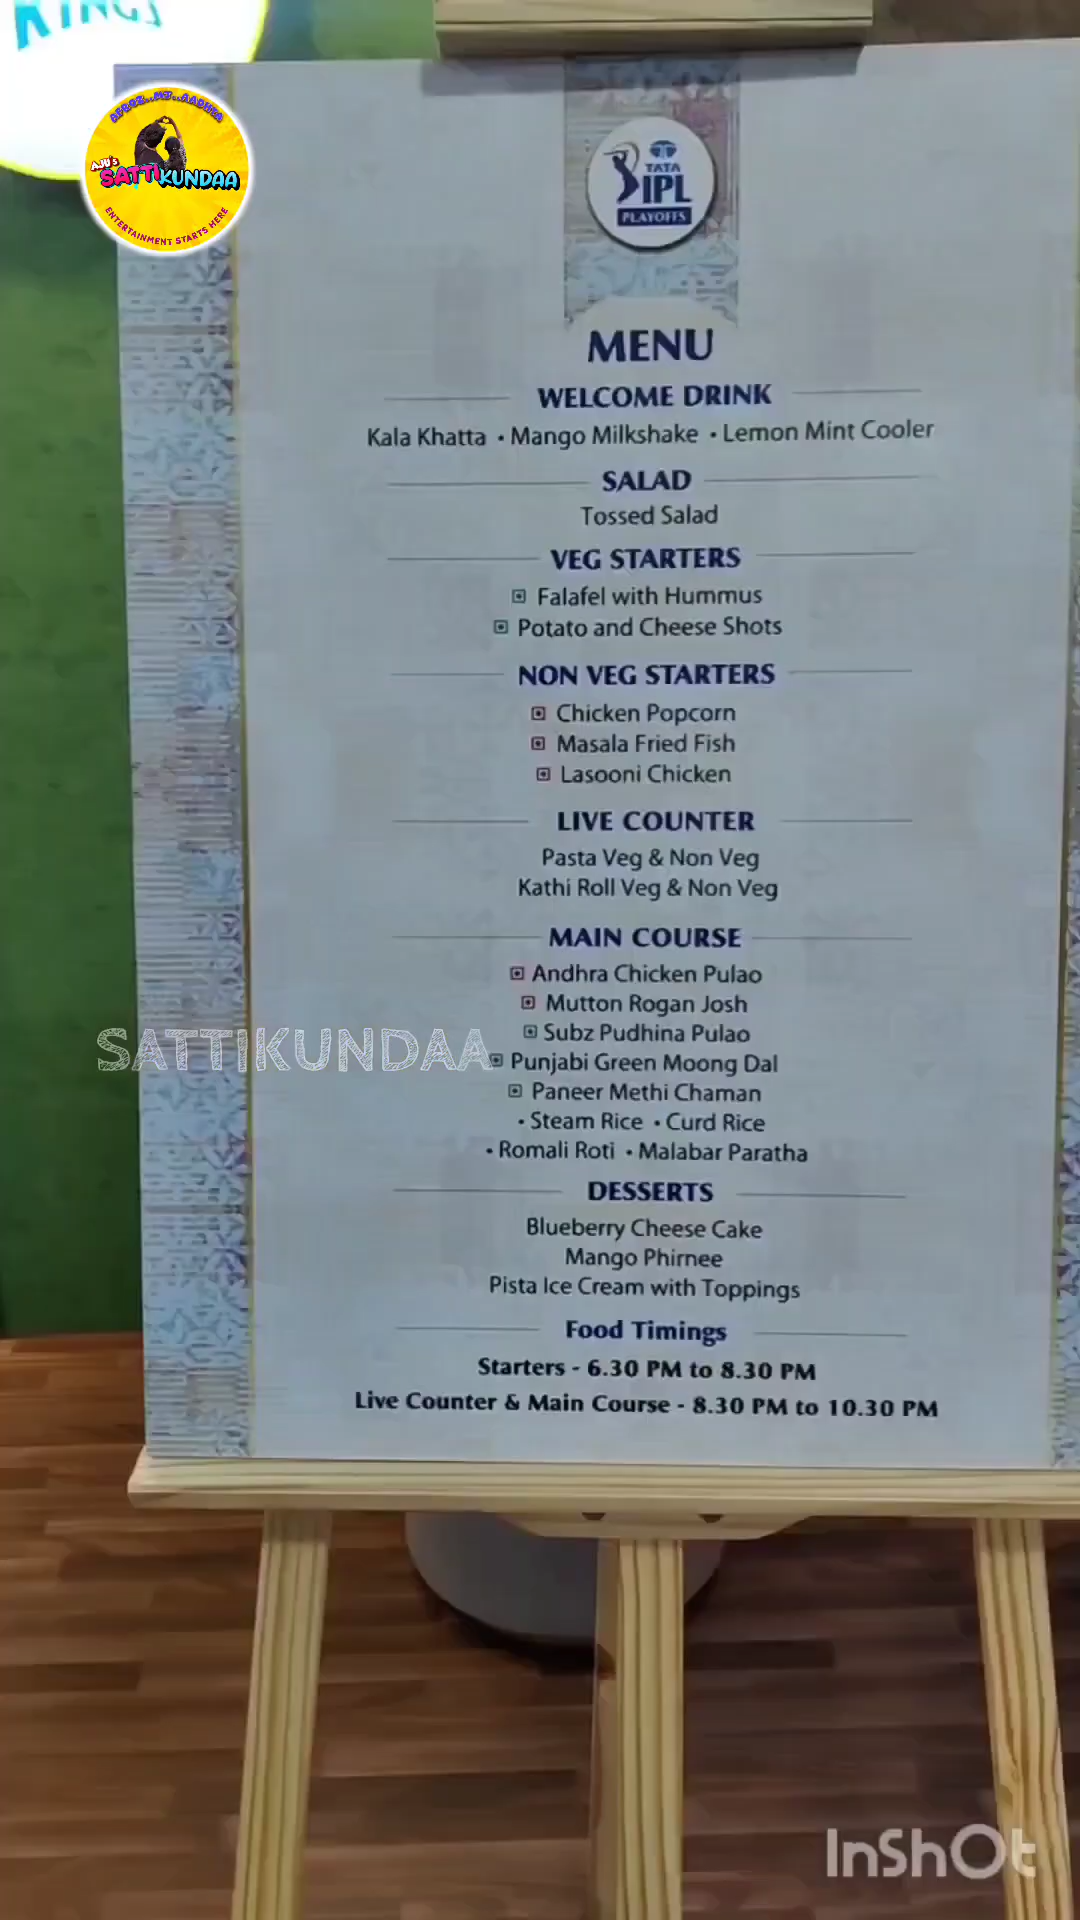 KINGS
AFROZ..MJ..AADHYA
AJU's
SATTIKUNDAA
ENTERTAINMENT STARTS HERE
TATA
IPL
PLAYOFFS
MENU
WELCOME DRINK
Kala Khatta • Mango Milkshake • Lemon Mint Cooler
SALAD
Tossed Salad
VEG STARTERS
Falafel with Hummus
Potato and Cheese Shots
NON VEG STARTERS
Chicken Popcorn
Masala Fried Fish
Lasooni Chicken
LIVE COUNTER
Pasta Veg & Non Veg
Kathi Roll Veg & Non Veg
MAIN COURSE
Andhra Chicken Pulao
Mutton Rogan Josh
Subz Pudhina Pulao
SATTIKUNDAA
Punjabi Green Moong Dal
Paneer Methi Chaman
• Steam Rice • Curd Rice
• Romali Roti • Malabar Paratha
DESSERTS
Blueberry Cheese Cake
Mango Phirnee
Pista Ice Cream with Toppings
Food Timings
Starters - 6.30 PM to 8.30 PM
Live Counter & Main Course - 8.30 PM to 10.30 PM
InShOt